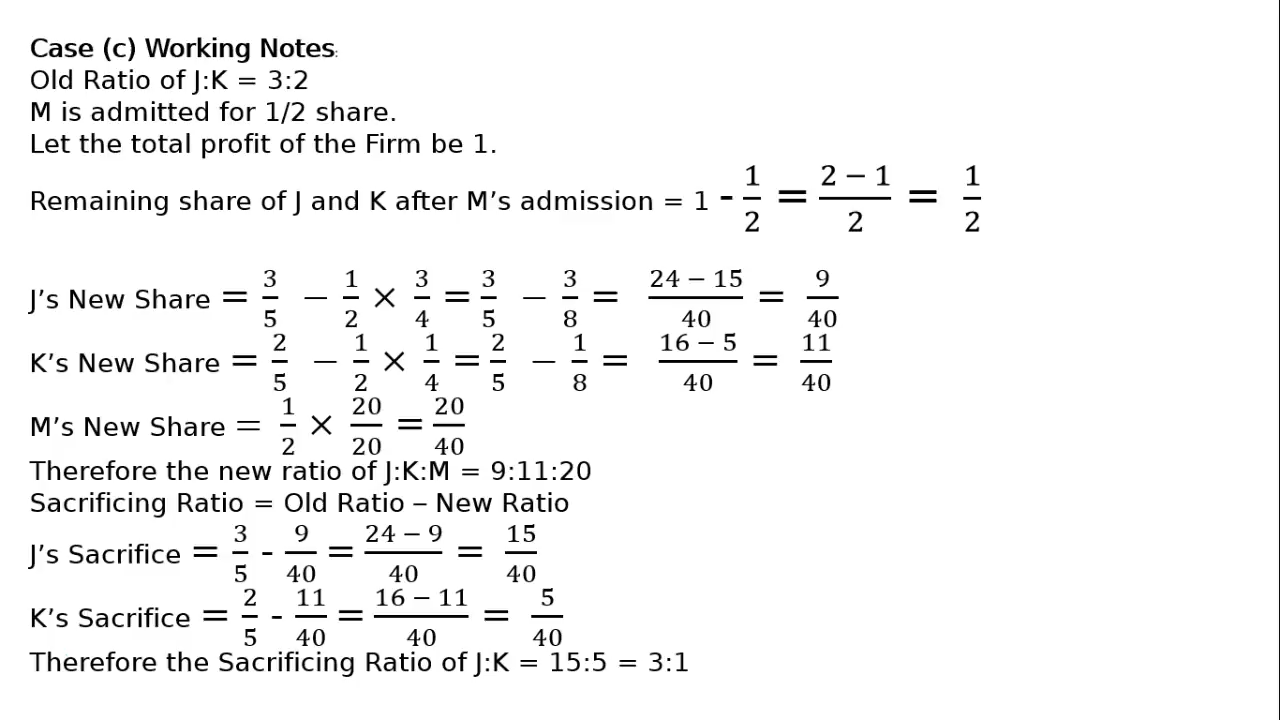 Case (c) Working Notes:
Old Ratio of J:K = 3:2
M is admitted for 1/2 share.
Let the total profit of the Firm be 1.
Remaining share of J and K after M’s admission = 1 - 1/2 = (2 − 1)/2 = 1/2
J’s New Share = 3/5 − 1/2 × 3/4 = 3/5 − 3/8 = (24 − 15)/40 = 9/40
K’s New Share = 2/5 − 1/2 × 1/4 = 2/5 − 1/8 = (16 − 5)/40 = 11/40
M’s New Share = 1/2 × 20/20 = 20/40
Therefore the new ratio of J:K:M = 9:11:20
Sacrificing Ratio = Old Ratio – New Ratio
J’s Sacrifice = 3/5 - 9/40 = (24 − 9)/40 = 15/40
K’s Sacrifice = 2/5 - 11/40 = (16 − 11)/40 = 5/40
Therefore the Sacrificing Ratio of J:K = 15:5 = 3:1